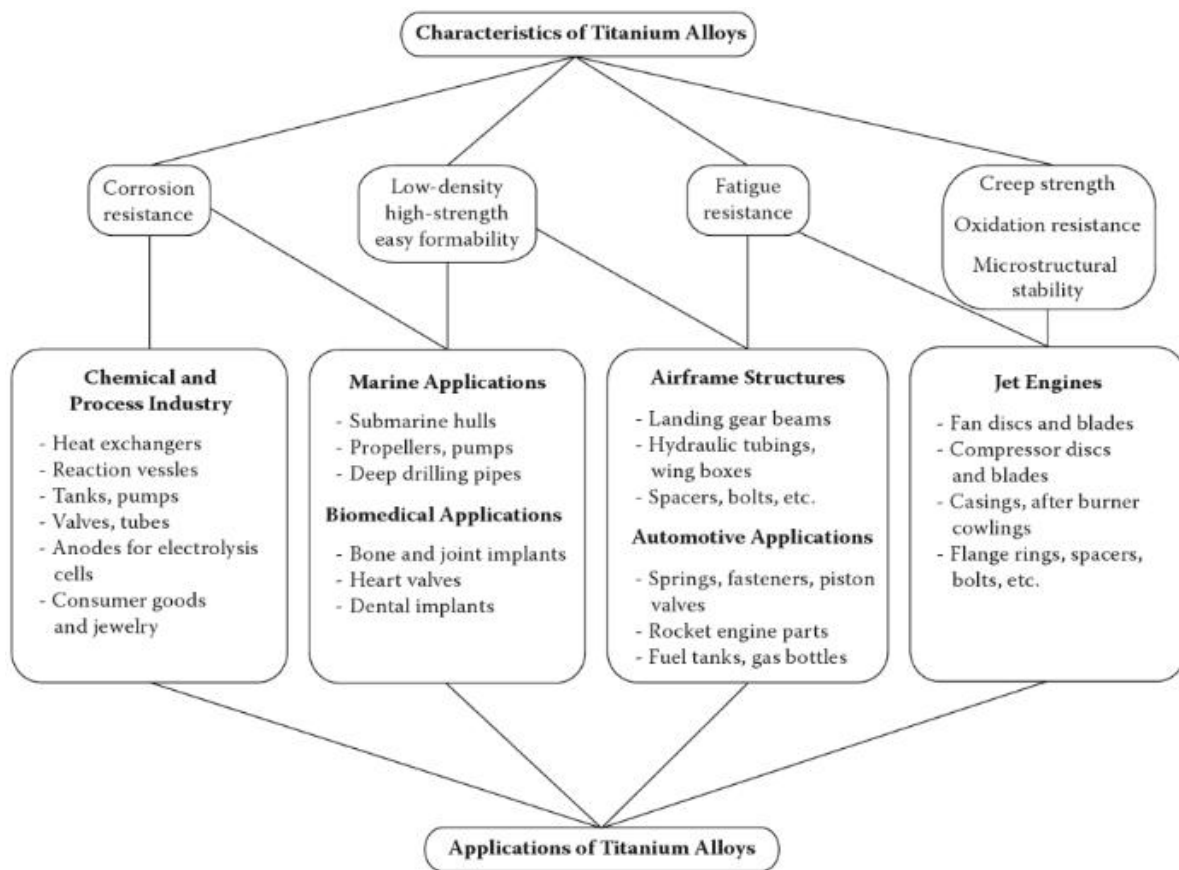 Characteristics of Titanium Alloys
Corrosion
resistance
Low-density
high-strength
easy formability
Fatigue
resistance
Creep strength
Oxidation resistance
Microstructural
stability
Chemical and
Process Industry
- Heat exchangers
- Reaction vessles
- Tanks, pumps
- Valves, tubes
- Anodes for electrolysis
cells
- Consumer goods
and jewelry
Marine Applications
- Submarine hulls
- Propellers, pumps
- Deep drilling pipes
Biomedical Applications
- Bone and joint implants
- Heart valves
- Dental implants
Airframe Structures
- Landing gear beams
- Hydraulic tubings,
wing boxes
- Spacers, bolts, etc.
Automotive Applications
- Springs, fasteners, piston
valves
- Rocket engine parts
- Fuel tanks, gas bottles
Jet Engines
- Fan discs and blades
- Compressor discs
and blades
- Casings, after burner
cowlings
- Flange rings, spacers,
bolts, etc.
Applications of Titanium Alloys